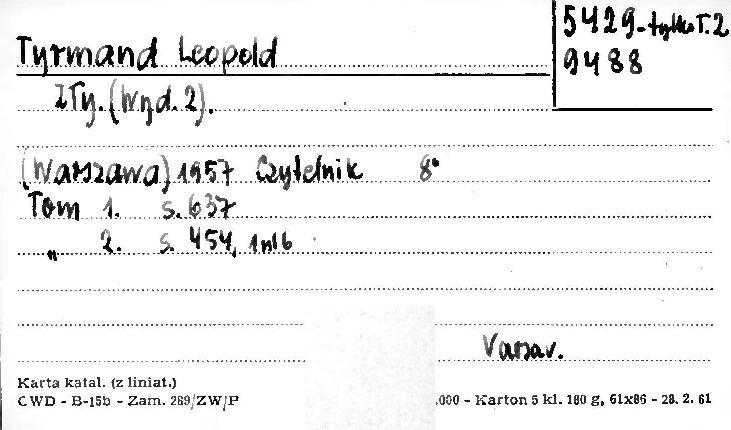 5429-tylko T.2
9488
Tyrmand Leopold
Zły. (Wyd. 2).
(Warszawa) 1957 Czytelnik 8°
Tom 1. s. 637
„ 2. s. 454, 1 nlb
Varsav.
Karta katal. (z liniat.)
CWD - B-15b - Zam. 289/ZW/P .000 - Karton 5 kl. 180 g, 61x86 - 28. 2. 61